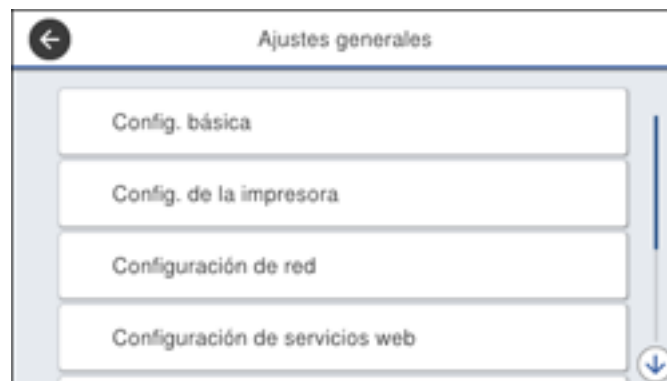 Ajustes generales
Config. básica
Config. de la impresora
Configuración de red
Configuración de servicios web